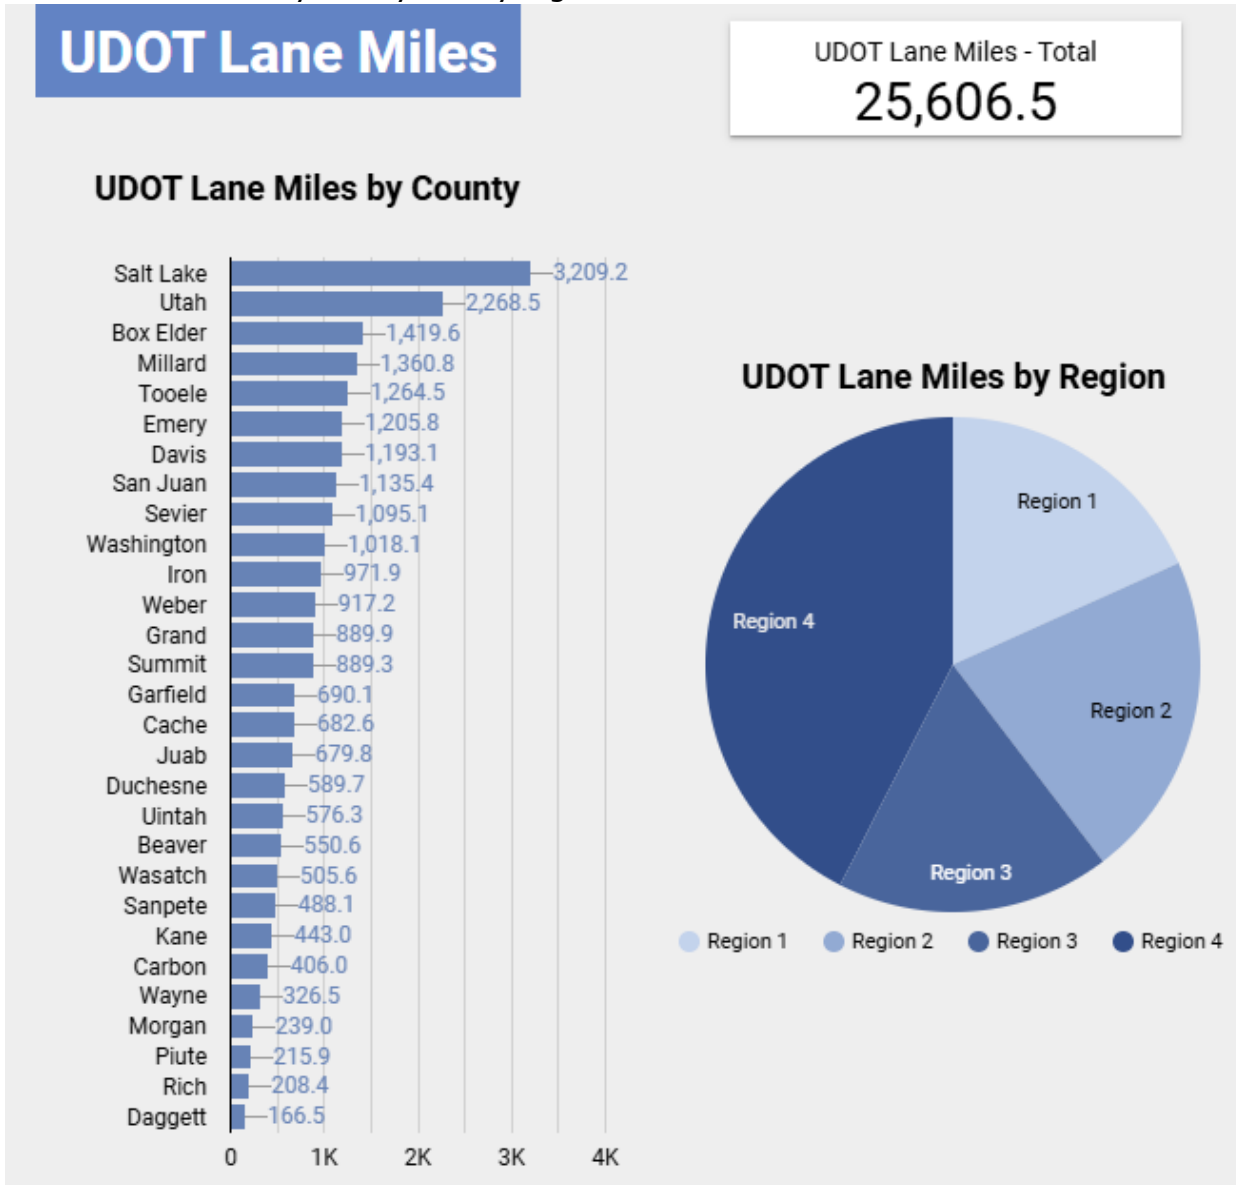 UDOT Lane Miles
UDOT Lane Miles - Total
25,606.5
UDOT Lane Miles by County
Salt Lake 3,209.2
Utah 2,268.5
Box Elder 1,419.6
Millard 1,360.8
Tooele 1,264.5
Emery 1,205.8
Davis 1,193.1
San Juan 1,135.4
Sevier 1,095.1
Washington 1,018.1
Iron 971.9
Weber 917.2
Grand 889.9
Summit 889.3
Garfield 690.1
Cache 682.6
Juab 679.8
Duchesne 589.7
Uintah 576.3
Beaver 550.6
Wasatch 505.6
Sanpete 488.1
Kane 443.0
Carbon 406.0
Wayne 326.5
Morgan 239.0
Piute 215.9
Rich 208.4
Daggett 166.5
0 1K 2K 3K 4K
UDOT Lane Miles by Region
Region 1
Region 4
Region 2
Region 3
Region 1 Region 2 Region 3 Region 4